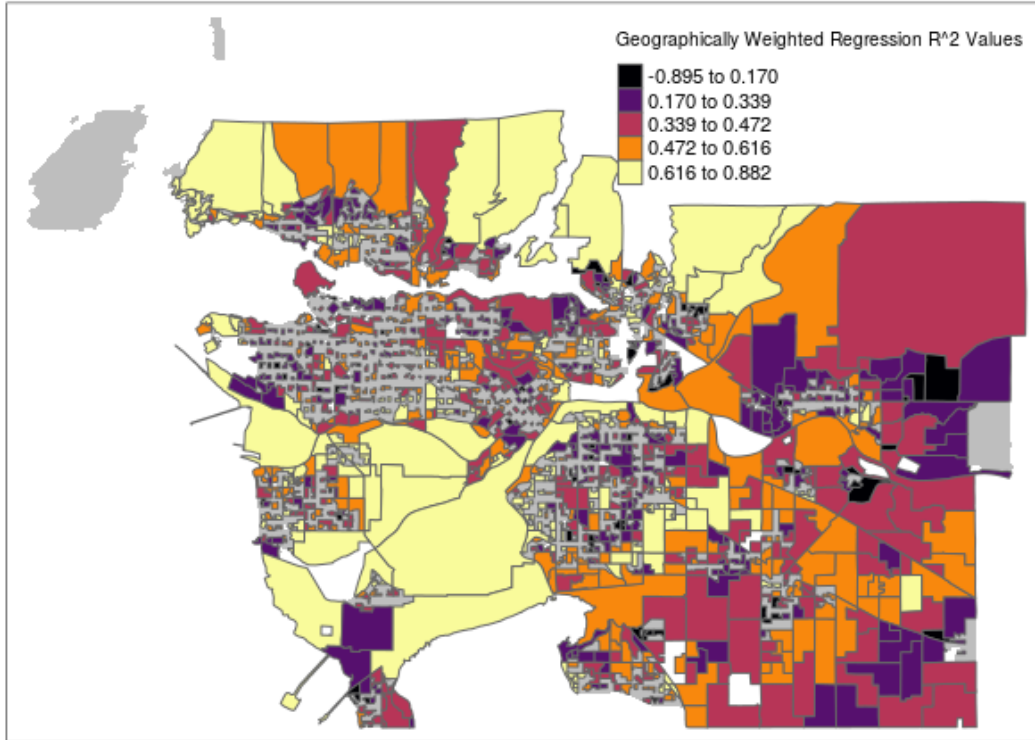 Geographically Weighted Regression R^2 Values
-0.895 to 0.170
0.170 to 0.339
0.339 to 0.472
0.472 to 0.616
0.616 to 0.882